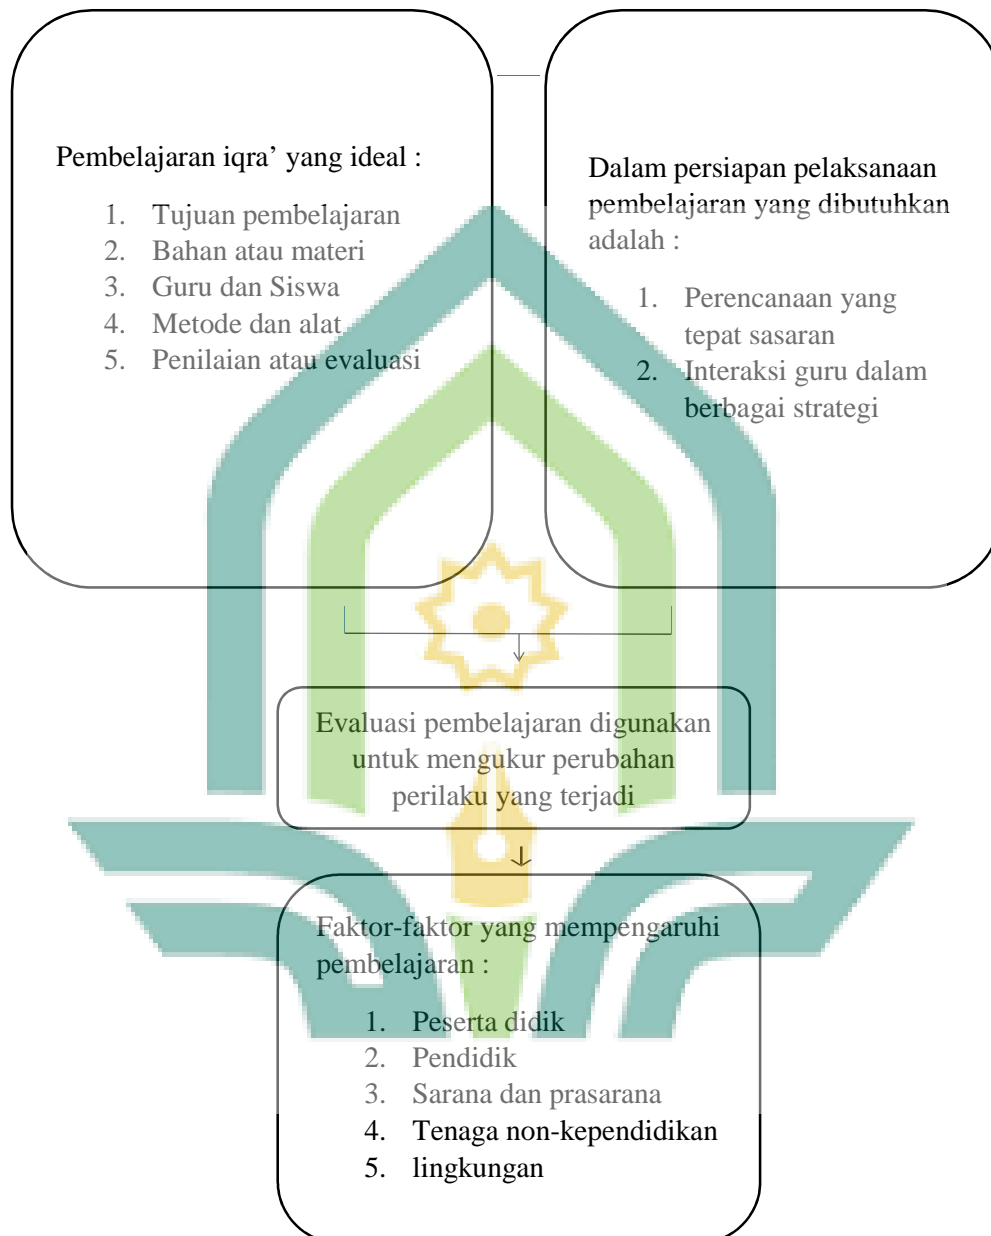 Pembelajaran iqra’ yang ideal :
1. Tujuan pembelajaran
2. Bahan atau materi
3. Guru dan Siswa
4. Metode dan alat
5. Penilaian atau evaluasi
Dalam persiapan pelaksanaan
pembelajaran yang dibutuhkan
adalah :
1. Perencanaan yang
tepat sasaran
2. Interaksi guru dalam
berbagai strategi
Evaluasi pembelajaran digunakan
untuk mengukur perubahan
perilaku yang terjadi
Faktor-faktor yang mempengaruhi
pembelajaran :
1. Peserta didik
2. Pendidik
3. Sarana dan prasarana
4. Tenaga non-kependidikan
5. lingkungan